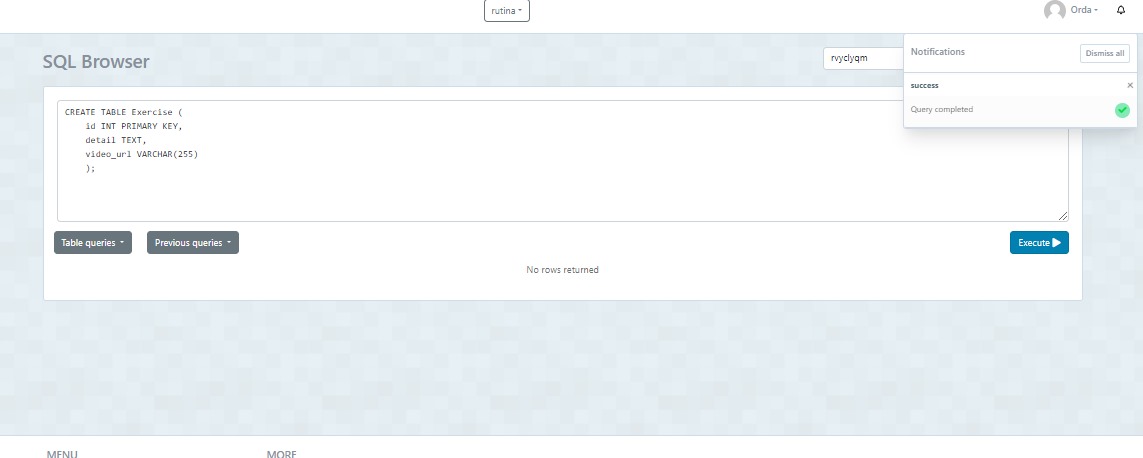 rutina
Orda
SQL Browser
rvyclyqm
Notifications
Dismiss all
success
Query completed
CREATE TABLE Exercise (
    id INT PRIMARY KEY,
    detail TEXT,
    video_url VARCHAR(255)
    );
Table queries
Previous queries
Execute
No rows returned
MENU
MORE